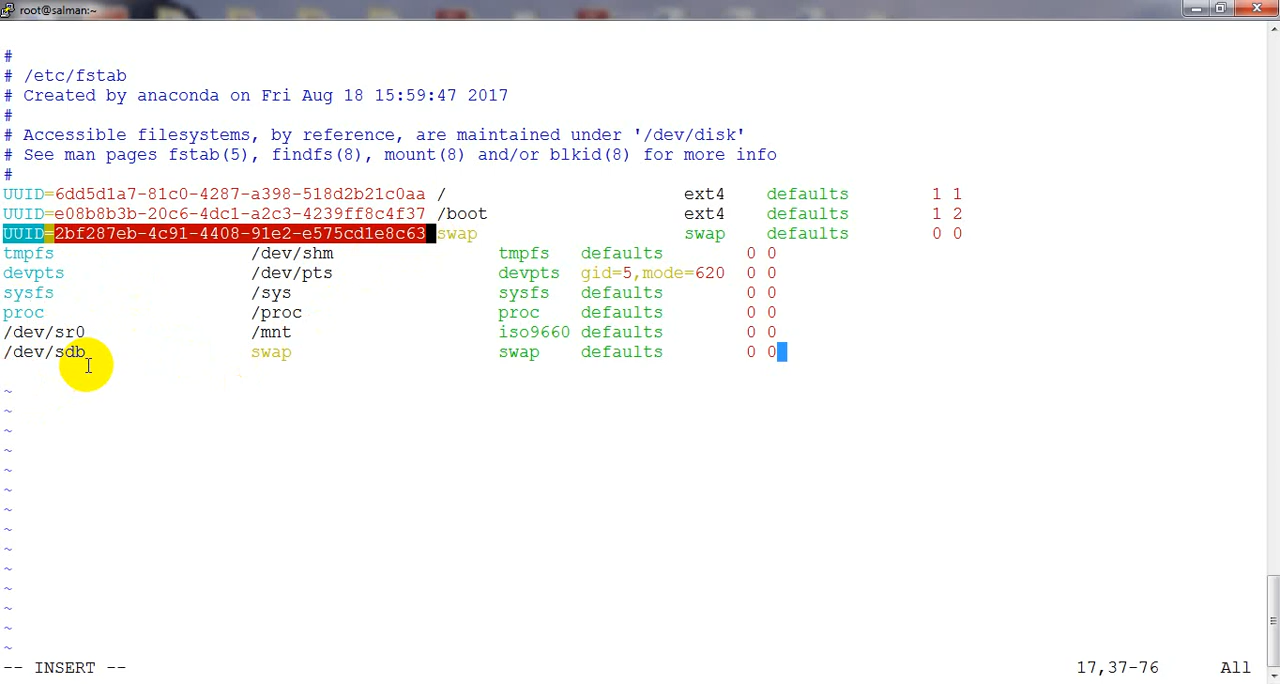 root@salman:~
#
# /etc/fstab
# Created by anaconda on Fri Aug 18 15:59:47 2017
#
# Accessible filesystems, by reference, are maintained under '/dev/disk'
# See man pages fstab(5), findfs(8), mount(8) and/or blkid(8) for more info
#
UUID=6dd5d1a7-81c0-4287-a398-518d2b21c0aa / ext4 defaults 1 1
UUID=e08b8b3b-20c6-4dc1-a2c3-4239ff8c4f37 /boot ext4 defaults 1 2
UUID=2bf287eb-4c91-4408-91e2-e575cd1e8c63 swap swap defaults 0 0
tmpfs /dev/shm tmpfs defaults 0 0
devpts /dev/pts devpts gid=5,mode=620 0 0
sysfs /sys sysfs defaults 0 0
proc /proc proc defaults 0 0
/dev/sr0 /mnt iso9660 defaults 0 0
/dev/sdb swap swap defaults 0 0
~
~
~
~
~
~
~
~
~
~
~
~
~
~
-- INSERT -- 17,37-76 All